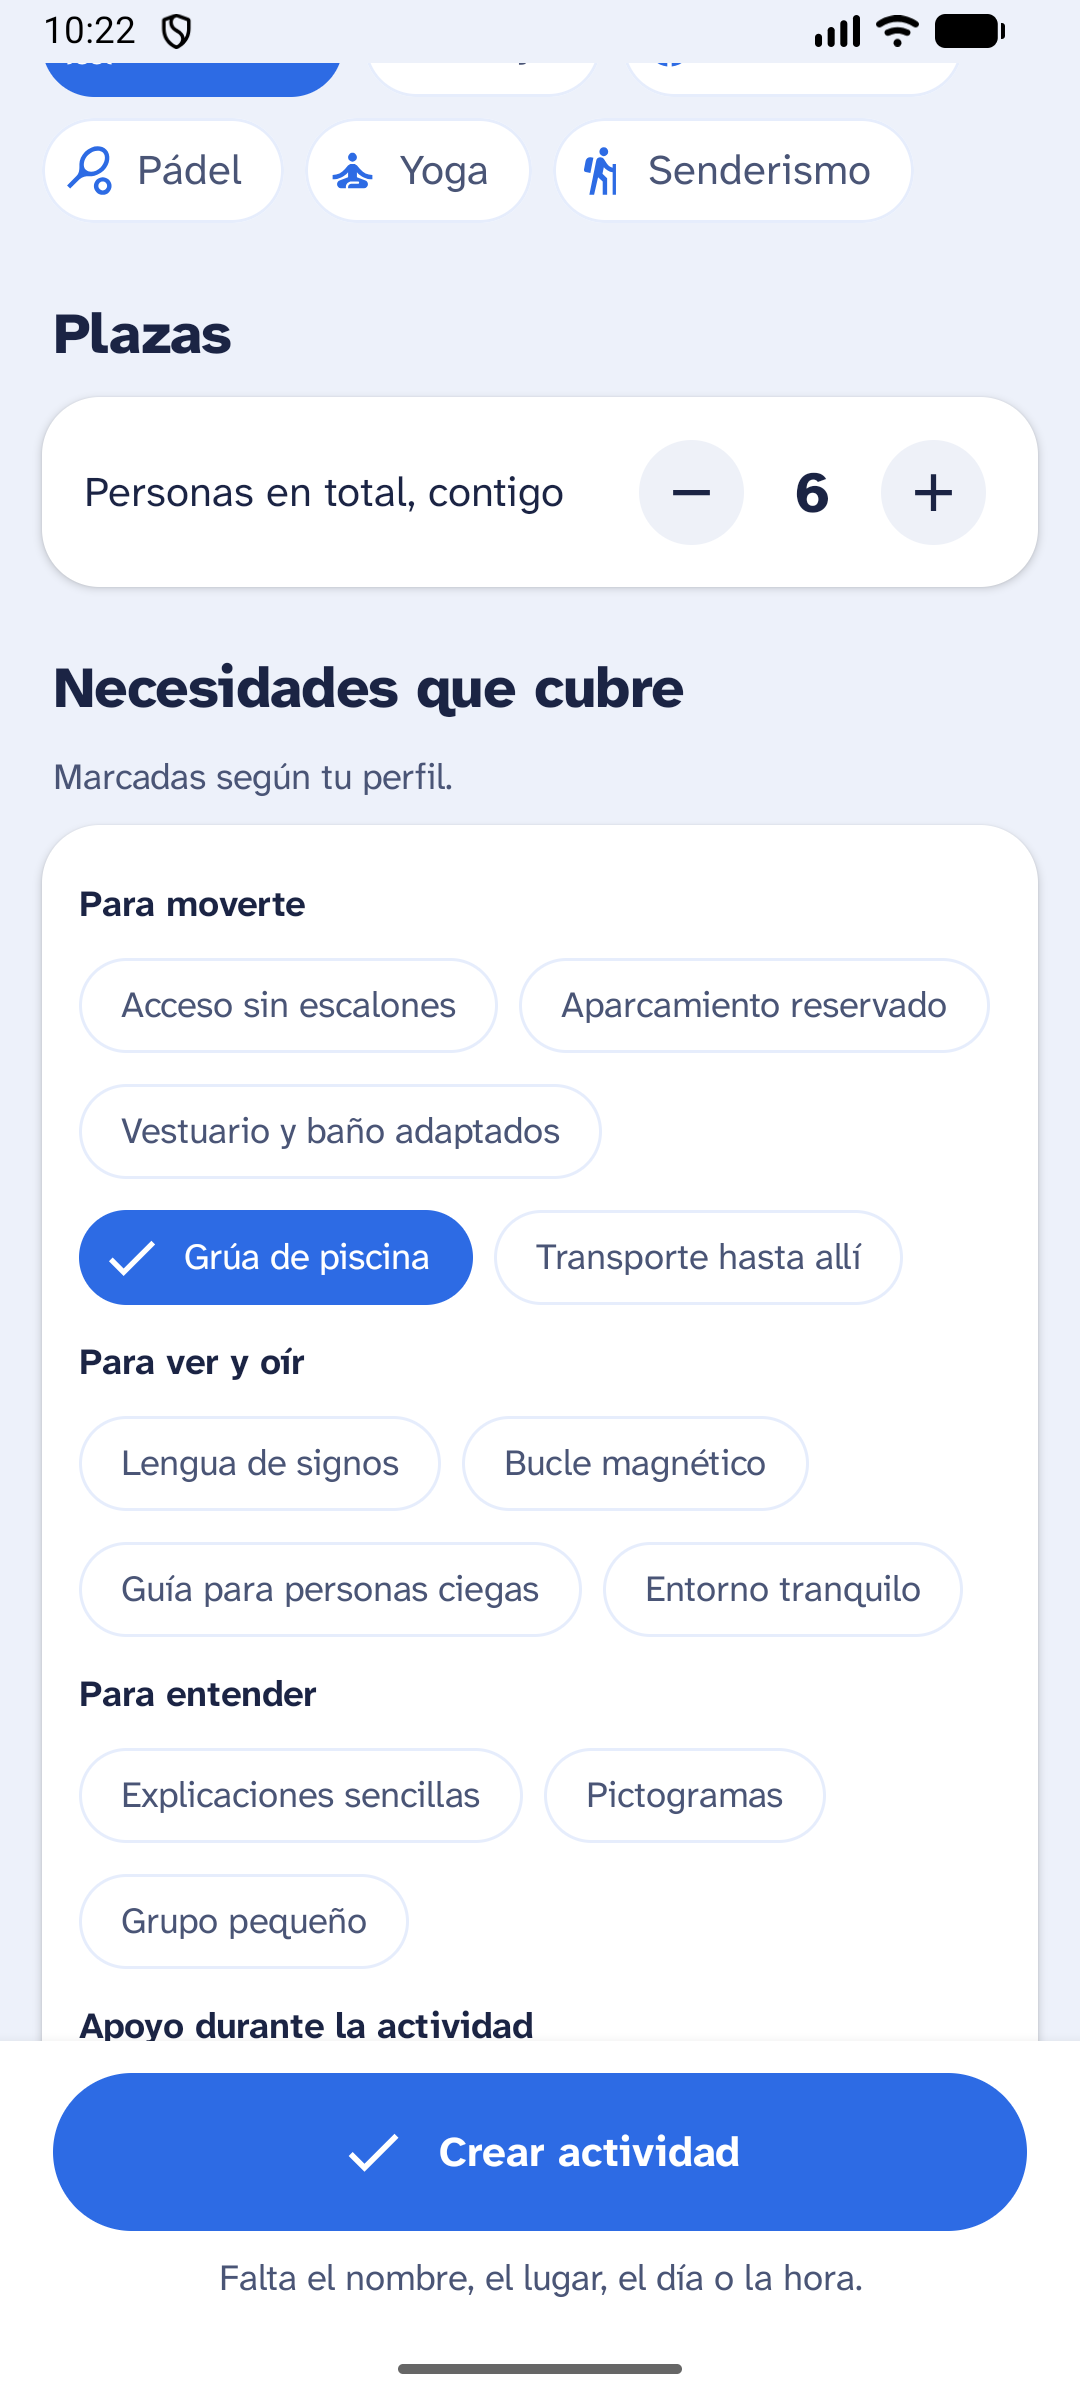 10:22
Pádel
Yoga
Senderismo
Plazas
Personas en total, contigo
6
Necesidades que cubre
Marcadas según tu perfil.
Para moverte
Acceso sin escalones
Aparcamiento reservado
Vestuario y baño adaptados
Grúa de piscina
Transporte hasta allí
Para ver y oír
Lengua de signos
Bucle magnético
Guía para personas ciegas
Entorno tranquilo
Para entender
Explicaciones sencillas
Pictogramas
Grupo pequeño
Apoyo durante la actividad
Crear actividad
Falta el nombre, el lugar, el día o la hora.